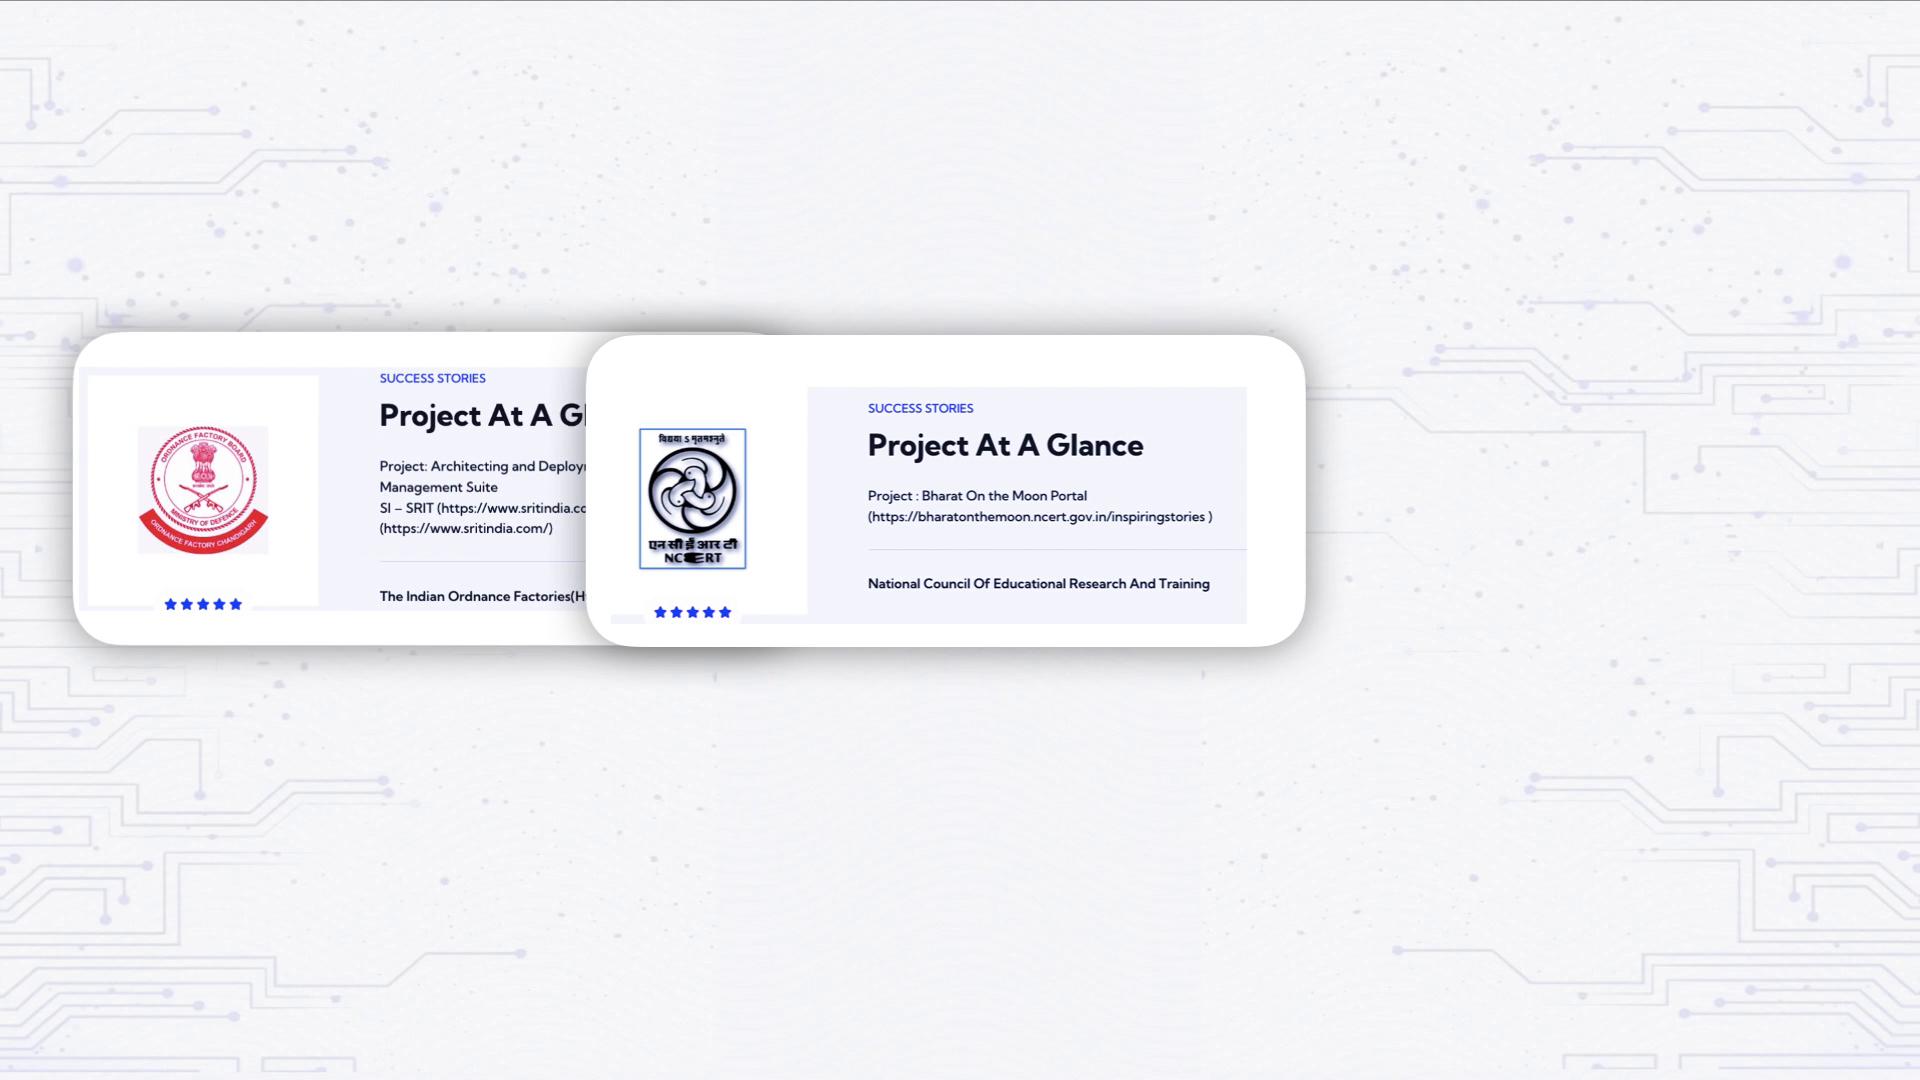 SUCCESS STORIES
Project At A Gl
Project: Architecting and Deploy
Management Suite
SI – SRIT (https://www.sritindia.co
(https://www.sritindia.com/)
The Indian Ordnance Factories(H
ORDNANCE FACTORY BOARD
MINISTRY OF DEFENCE
ORDNANCE FACTORY CHANDIGARH
SUCCESS STORIES
Project At A Glance
Project : Bharat On the Moon Portal
(https://bharatonthemoon.ncert.gov.in/inspiringstories )
National Council Of Educational Research And Training
विद्यया ऽ मृतमश्नुते
एन सी ई आर टी
NCERT